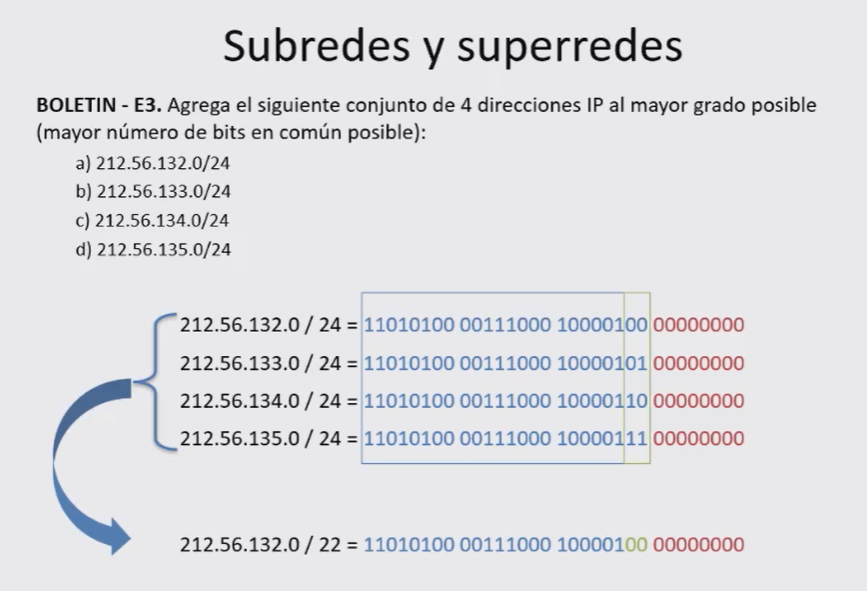 Subredes y superredes
BOLETIN - E3. Agrega el siguiente conjunto de 4 direcciones IP al mayor grado posible
(mayor número de bits en común posible):
a) 212.56.132.0/24
b) 212.56.133.0/24
c) 212.56.134.0/24
d) 212.56.135.0/24
212.56.132.0 / 24 = 11010100 00111000 10000100 00000000
212.56.133.0 / 24 = 11010100 00111000 10000101 00000000
212.56.134.0 / 24 = 11010100 00111000 10000110 00000000
212.56.135.0 / 24 = 11010100 00111000 10000111 00000000
212.56.132.0 / 22 = 11010100 00111000 10000100 00000000